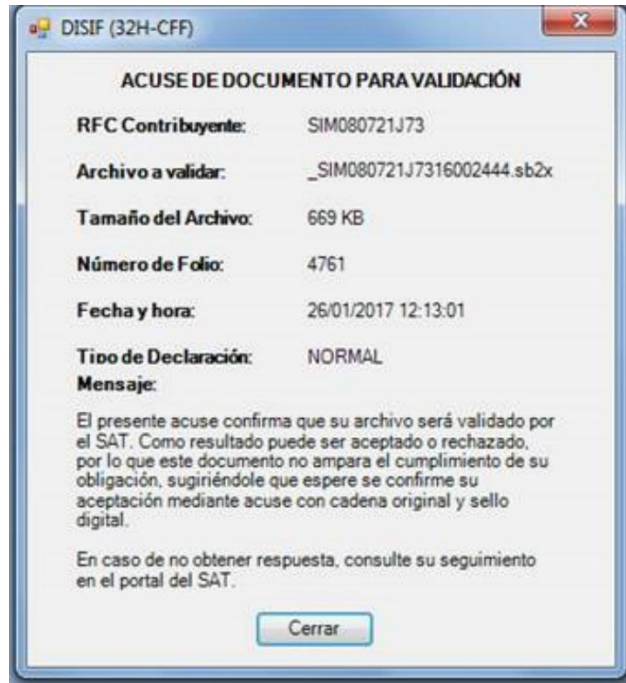 DISIF (32H-CFF)
ACUSE DE DOCUMENTO PARA VALIDACIÓN
RFC Contribuyente: SIM080721J73
Archivo a validar: _SIM080721J7316002444.sb2x
Tamaño del Archivo: 669 KB
Número de Folio: 4761
Fecha y hora: 26/01/2017 12:13:01
Tipo de Declaración: NORMAL
Mensaje:
El presente acuse confirma que su archivo será validado por
el SAT. Como resultado puede ser aceptado o rechazado,
por lo que este documento no ampara el cumplimiento de su
obligación, sugiriéndole que espere se confirme su
aceptación mediante acuse con cadena original y sello
digital.
En caso de no obtener respuesta, consulte su seguimiento
en el portal del SAT.
Cerrar